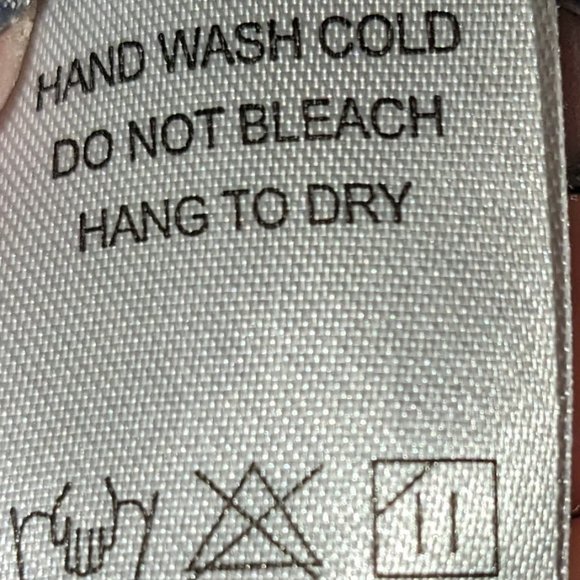 HAND WASH COLD
DO NOT BLEACH
HANG TO DRY